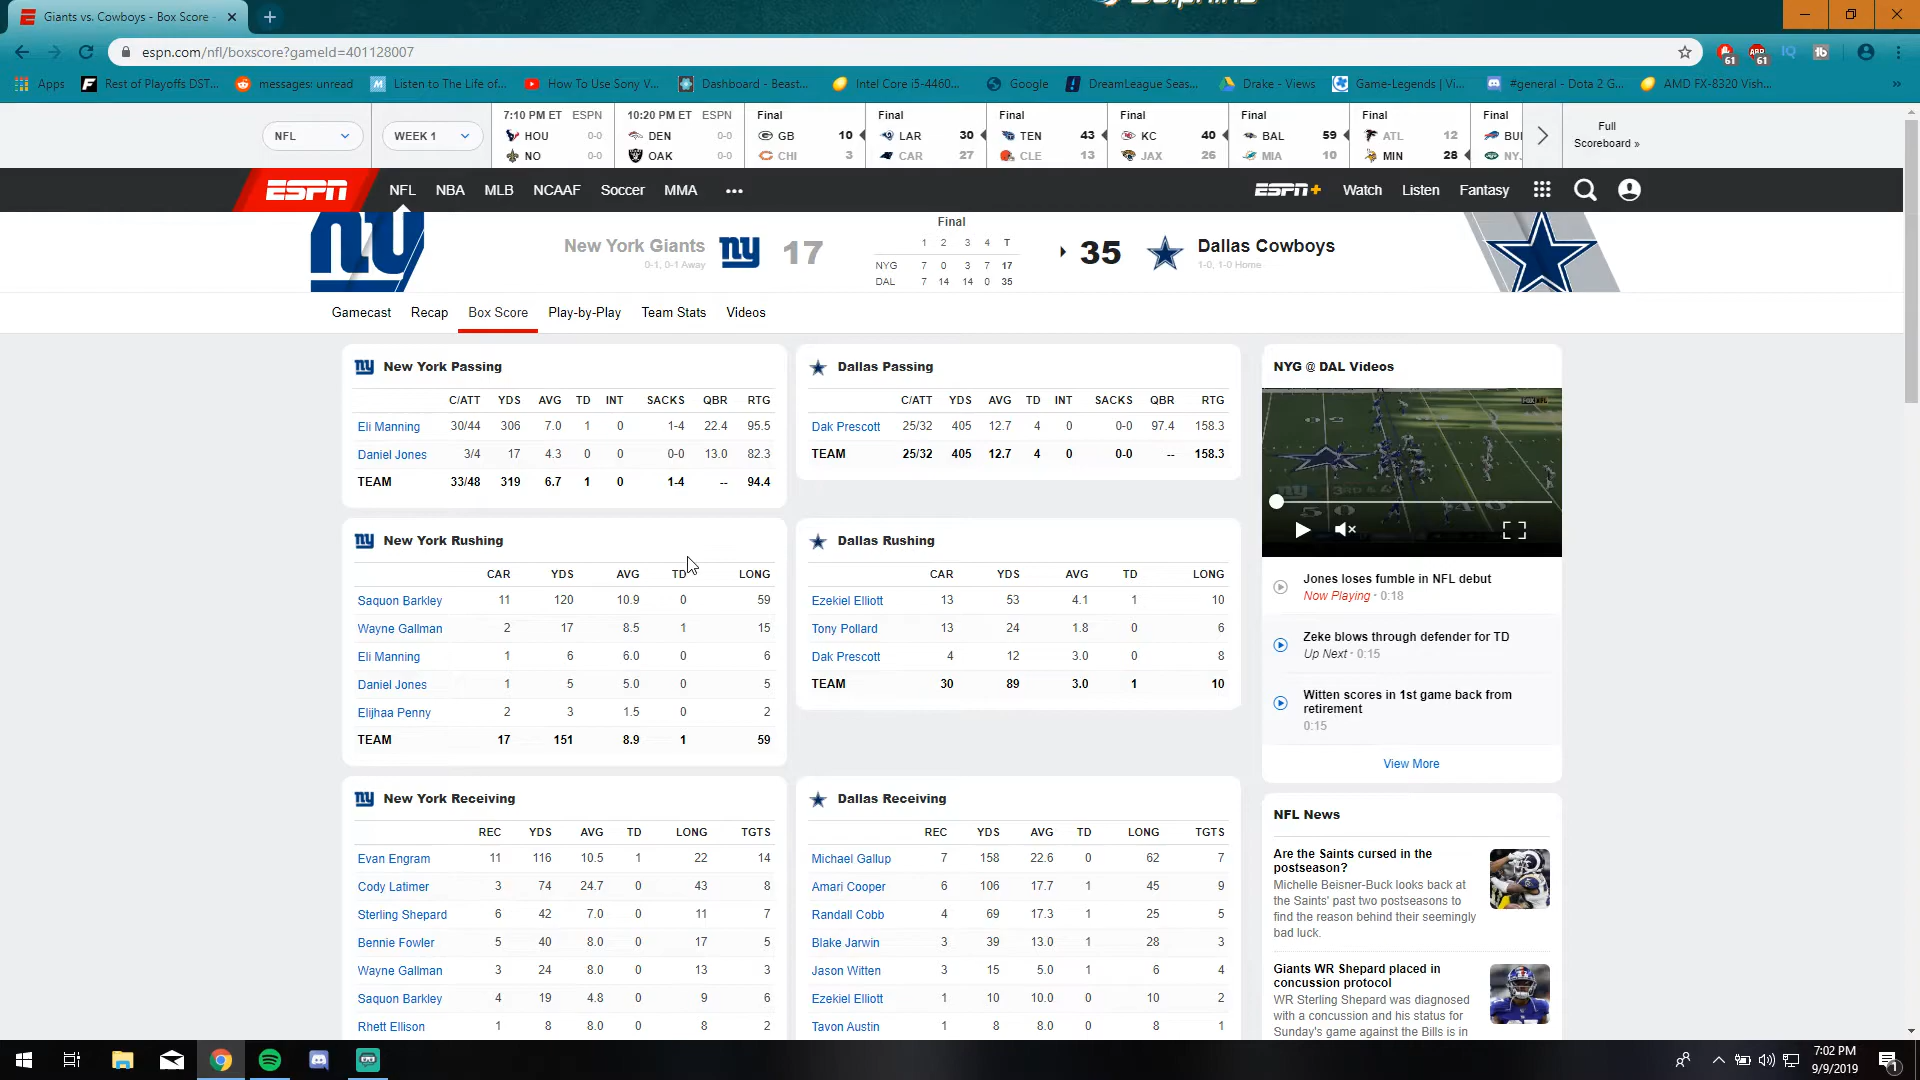 Dolphins
Giants vs. Cowboys - Box Score -
espn.com/nfl/boxscore?gameId=401128007
61 61
Apps Rest of Playoffs DST... messages: unread Listen to The Life of... How To Use Sony V... Dashboard - Beast... Intel Core i5-4460... Google DreamLeague Seas... Drake - Views Game-Legends | Vi... #general - Dota 2 G... AMD FX-8320 Vish... »
NFL WEEK 1
7:10 PM ET ESPN 10:20 PM ET ESPN Final Final Final Final Final Final Final
HOU 0-0 DEN 0-0 GB 10 LAR 30 TEN 43 KC 40 BAL 59 ATL 12 BUI
NO 0-0 OAK 0-0 CHI 3 CAR 27 CLE 13 JAX 26 MIA 10 MIN 28 NY.
Full
Scoreboard »
ESPN NFL NBA MLB NCAAF Soccer MMA ... ESPN+ Watch Listen Fantasy
New York Giants
0-1, 0-1 Away
ny
17
Final
1 2 3 4 T
NYG 7 0 3 7 17
DAL 7 14 14 0 35
35
Dallas Cowboys
1-0, 1-0 Home
Gamecast Recap Box Score Play-by-Play Team Stats Videos
New York Passing
C/ATT YDS AVG TD INT SACKS QBR RTG
Eli Manning 30/44 306 7.0 1 0 1-4 22.4 95.5
Daniel Jones 3/4 17 4.3 0 0 0-0 13.0 82.3
TEAM 33/48 319 6.7 1 0 1-4 -- 94.4
Dallas Passing
C/ATT YDS AVG TD INT SACKS QBR RTG
Dak Prescott 25/32 405 12.7 4 0 0-0 97.4 158.3
TEAM 25/32 405 12.7 4 0 0-0 -- 158.3
New York Rushing
CAR YDS AVG TD LONG
Saquon Barkley 11 120 10.9 0 59
Wayne Gallman 2 17 8.5 1 15
Eli Manning 1 6 6.0 0 6
Daniel Jones 1 5 5.0 0 5
Elijhaa Penny 2 3 1.5 0 2
TEAM 17 151 8.9 1 59
Dallas Rushing
CAR YDS AVG TD LONG
Ezekiel Elliott 13 53 4.1 1 10
Tony Pollard 13 24 1.8 0 6
Dak Prescott 4 12 3.0 0 8
TEAM 30 89 3.0 1 10
New York Receiving
REC YDS AVG TD LONG TGTS
Evan Engram 11 116 10.5 1 22 14
Cody Latimer 3 74 24.7 0 43 8
Sterling Shepard 6 42 7.0 0 11 7
Bennie Fowler 5 40 8.0 0 17 5
Wayne Gallman 3 24 8.0 0 13 3
Saquon Barkley 4 19 4.8 0 9 6
Rhett Ellison 1 8 8.0 0 8 2
Dallas Receiving
REC YDS AVG TD LONG TGTS
Michael Gallup 7 158 22.6 0 62 7
Amari Cooper 6 106 17.7 1 45 9
Randall Cobb 4 69 17.3 1 25 5
Blake Jarwin 3 39 13.0 1 28 3
Jason Witten 3 15 5.0 1 6 4
Ezekiel Elliott 1 10 10.0 0 10 2
Tavon Austin 1 8 8.0 0 8 1
NYG @ DAL Videos
Jones loses fumble in NFL debut
Now Playing · 0:18
Zeke blows through defender for TD
Up Next · 0:15
Witten scores in 1st game back from
retirement
0:15
View More
NFL News
Are the Saints cursed in the
postseason?
Michelle Beisner-Buck looks back at
the Saints' past two postseasons to
find the reason behind their seemingly
bad luck.
Giants WR Shepard placed in
concussion protocol
WR Sterling Shepard was diagnosed
with a concussion and his status for
Sunday's game against the Bills is in
7:02 PM
9/9/2019
1